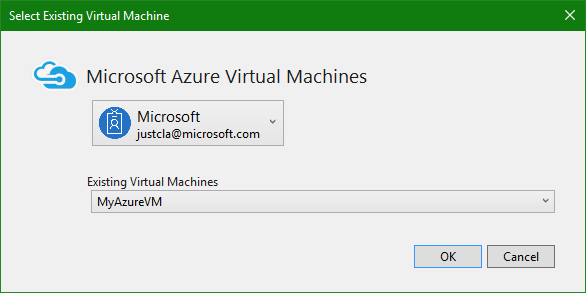 Select Existing Virtual Machine
Microsoft Azure Virtual Machines
Microsoft
justcla@microsoft.com
Existing Virtual Machines
MyAzureVM
OK
Cancel